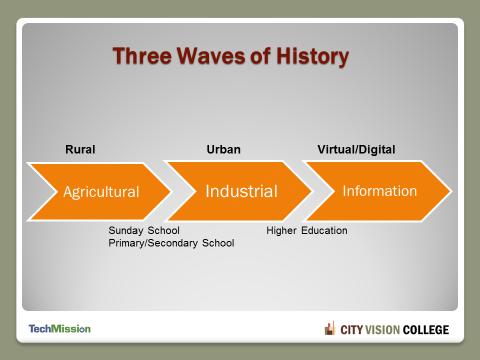 Three Waves of History
Rural Urban Virtual/Digital
Agricultural Industrial Information
Sunday School Higher Education
Primary/Secondary School
TechMission CITY VISION COLLEGE